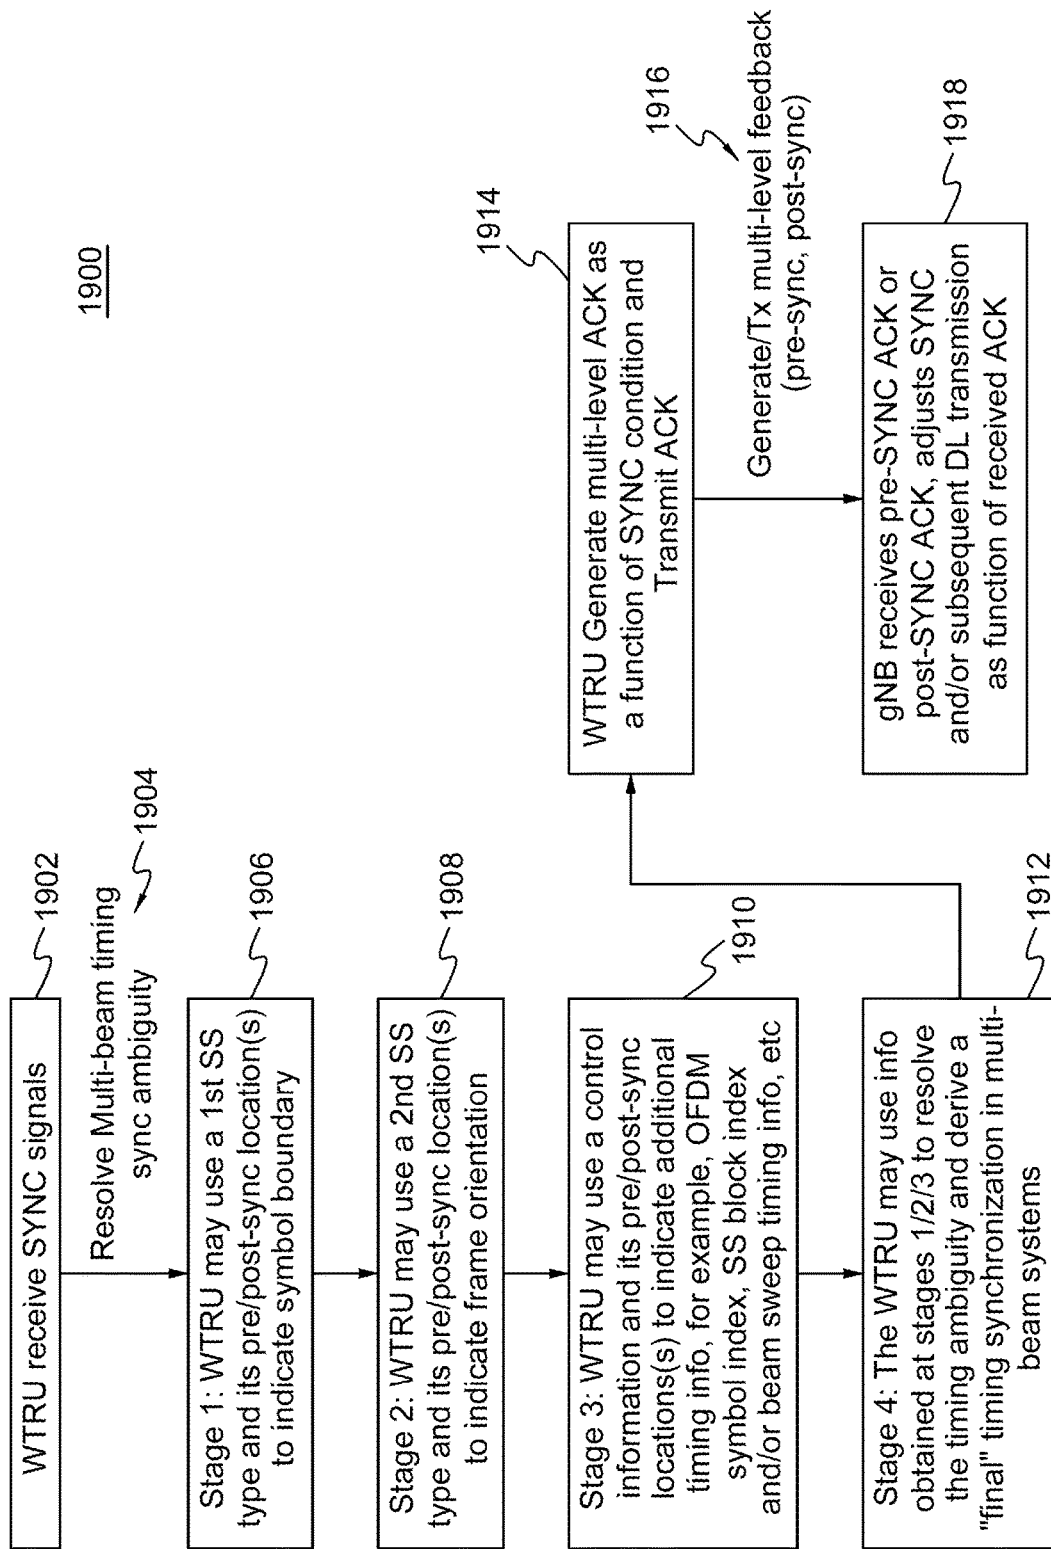 1900
WTRU receive SYNC signals
1902
Resolve Multi-beam timing
sync ambiguity
1904
Stage 1: WTRU may use a 1st SS
type and its pre/post-sync location(s)
to indicate symbol boundary
1906
Stage 2: WTRU may use a 2nd SS
type and its pre/post-sync location(s)
to indicate frame orientation
1908
Stage 3: WTRU may use a control
information and its pre/post-sync
locations(s) to indicate additional
timing info, for example, OFDM
symbol index, SS block index
and/or beam sweep timing info, etc
1910
Stage 4: The WTRU may use info
obtained at stages 1/2/3 to resolve
the timing ambiguity and derive a
"final" timing synchronization in multi-
beam systems
1912
WTRU Generate multi-level ACK as
a function of SYNC condition and
Transmit ACK
1914
Generate/Tx multi-level feedback
(pre-sync, post-sync)
1916
gNB receives pre-SYNC ACK or
post-SYNC ACK, adjusts SYNC
and/or subsequent DL transmission
as function of received ACK
1918